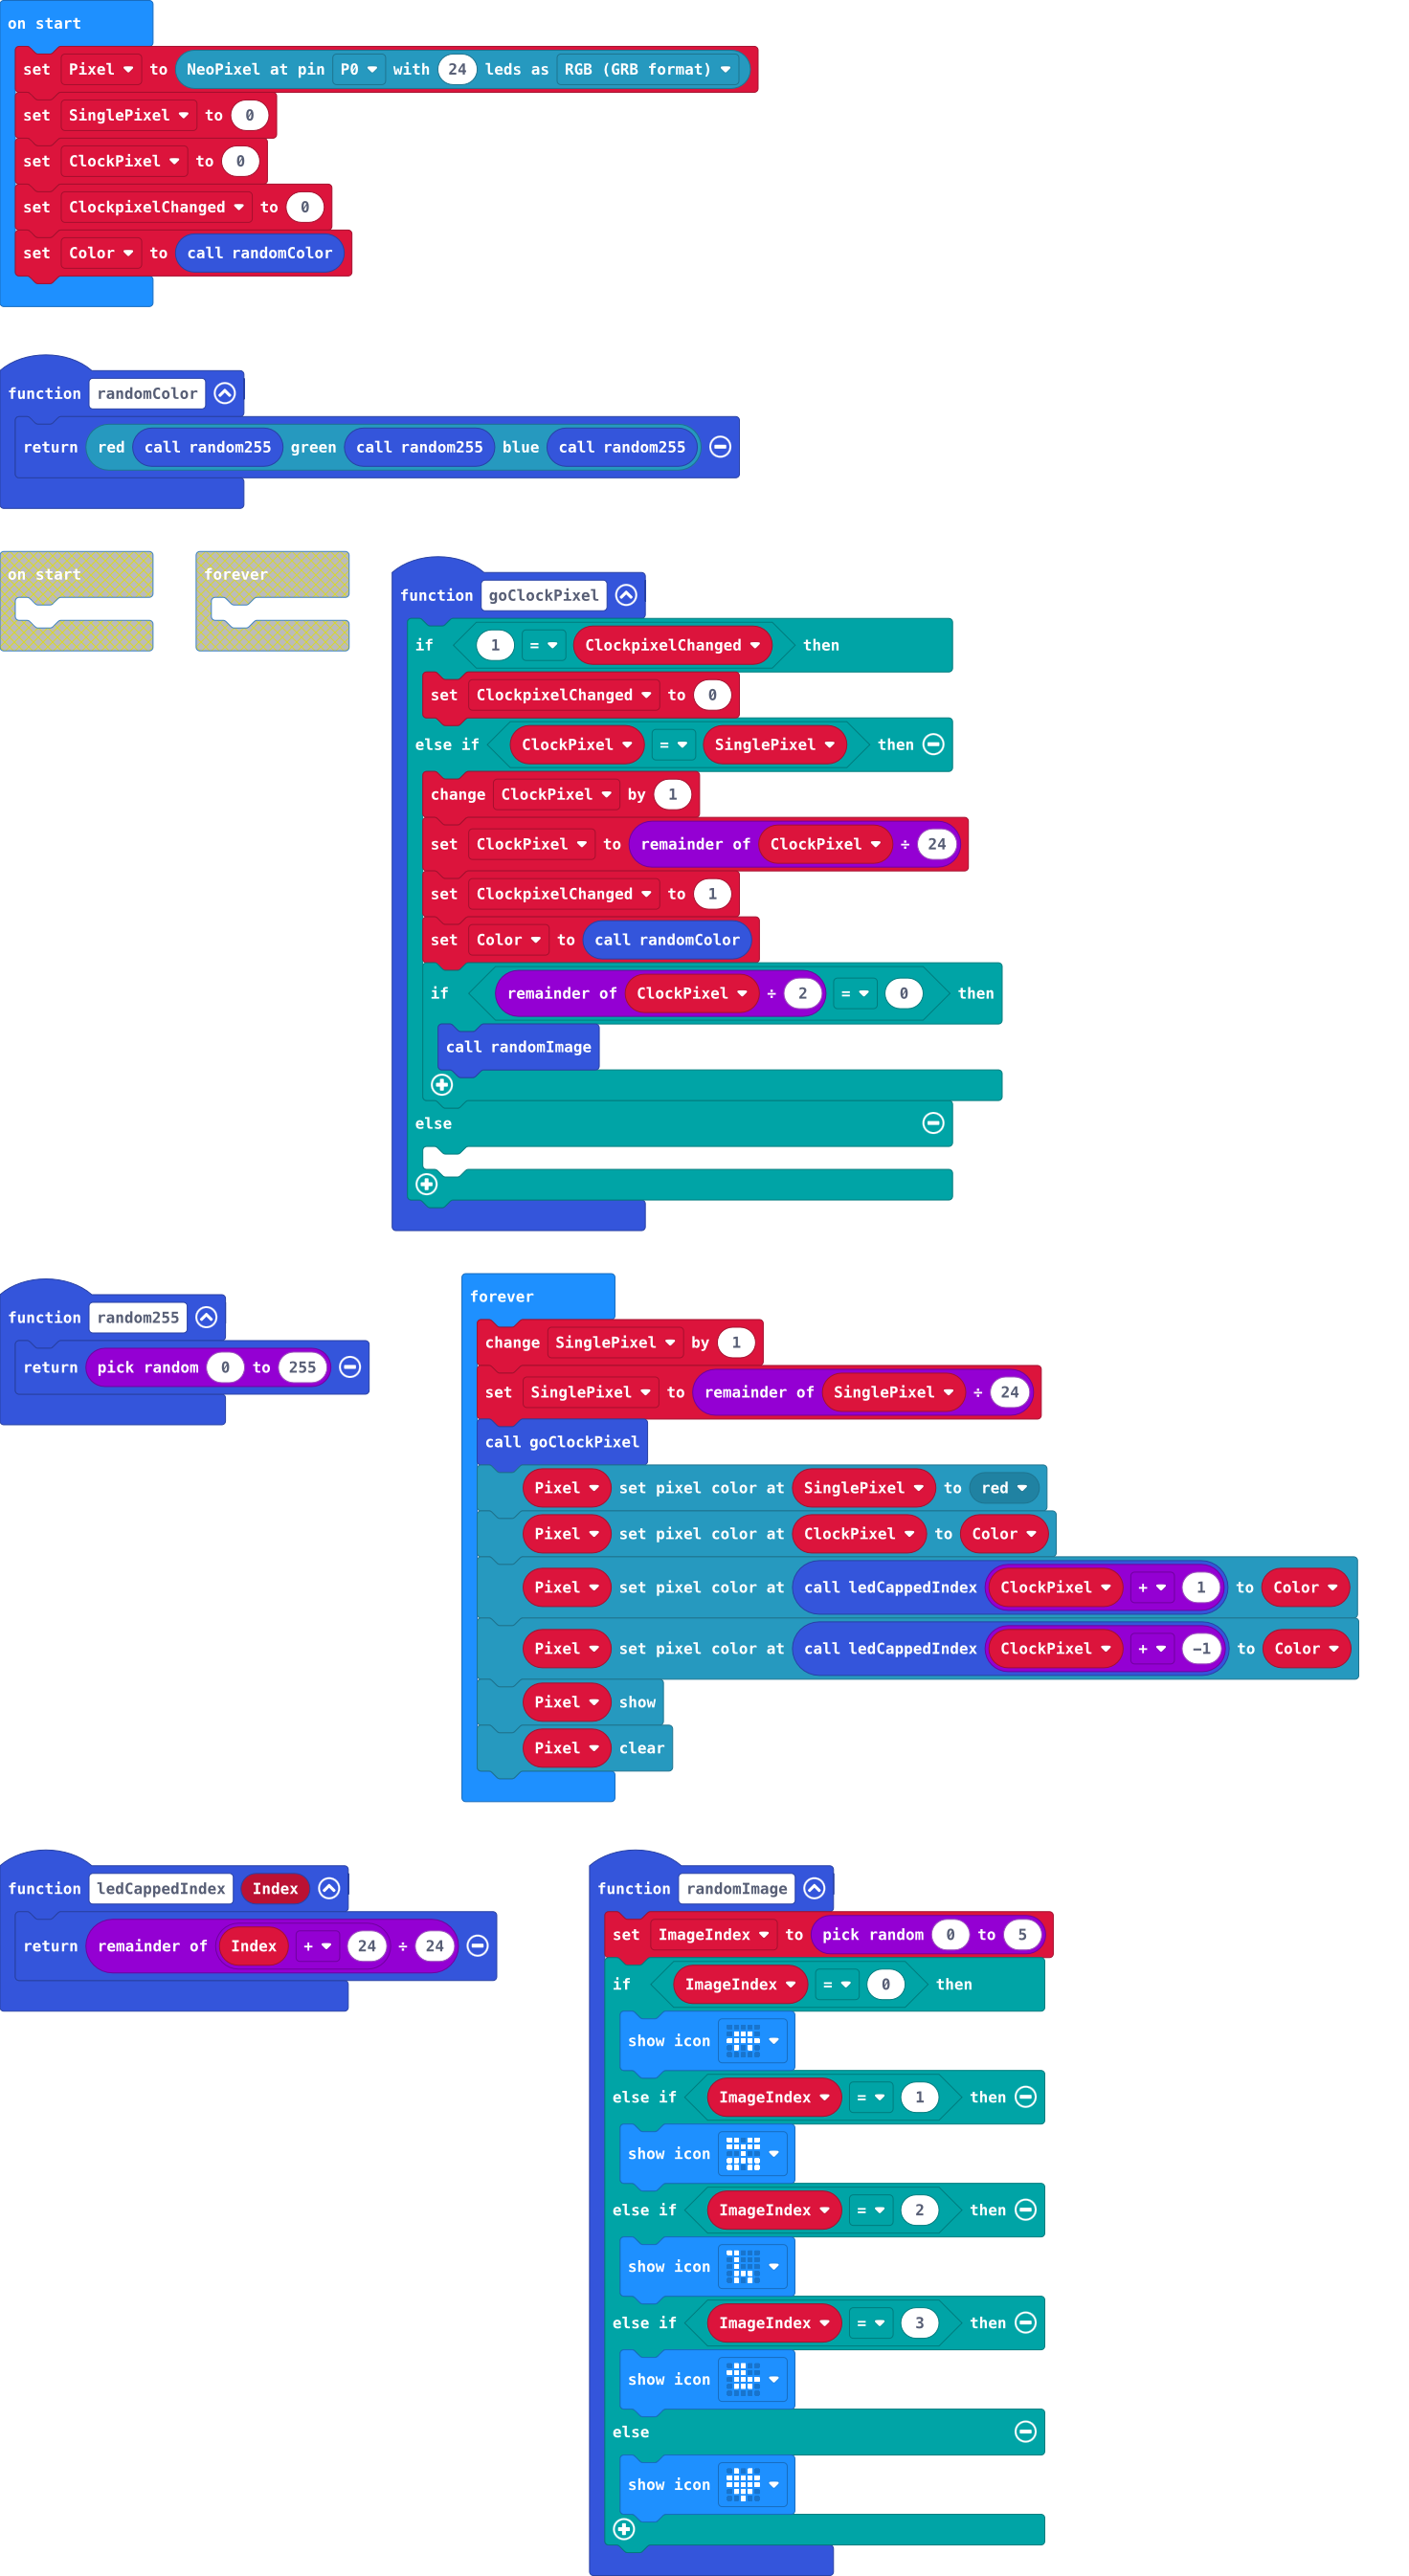 on start
set Pixel to NeoPixel at pin P0 with 24 leds as RGB (GRB format)
set SinglePixel to 0
set ClockPixel to 0
set ClockpixelChanged to 0
set Color to call randomColor
function randomColor
return red call random255 green call random255 blue call random255
on start
forever
function goClockPixel
if 1 = ClockpixelChanged then
set ClockpixelChanged to 0
else if ClockPixel = SinglePixel then
change ClockPixel by 1
set ClockPixel to remainder of ClockPixel ÷ 24
set ClockpixelChanged to 1
set Color to call randomColor
if remainder of ClockPixel ÷ 2 = 0 then
call randomImage
else
function random255
return pick random 0 to 255
forever
change SinglePixel by 1
set SinglePixel to remainder of SinglePixel ÷ 24
call goClockPixel
Pixel set pixel color at SinglePixel to red
Pixel set pixel color at ClockPixel to Color
Pixel set pixel color at call ledCappedIndex ClockPixel + 1 to Color
Pixel set pixel color at call ledCappedIndex ClockPixel + −1 to Color
Pixel show
Pixel clear
function ledCappedIndex Index
return remainder of Index + 24 ÷ 24
function randomImage
set ImageIndex to pick random 0 to 5
if ImageIndex = 0 then
show icon
else if ImageIndex = 1 then
show icon
else if ImageIndex = 2 then
show icon
else if ImageIndex = 3 then
show icon
else
show icon